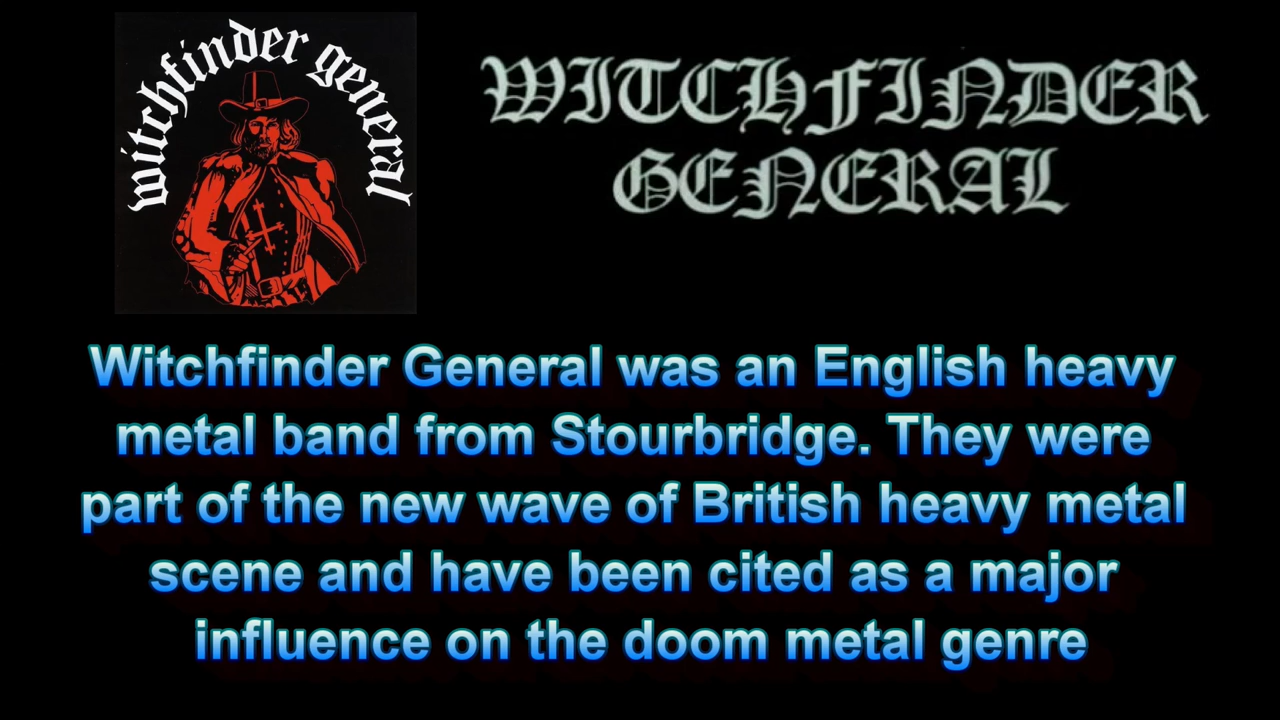 witchfinder general
WITCHFINDER
GENERAL
Witchfinder General was an English heavy
metal band from Stourbridge. They were
part of the new wave of British heavy metal
scene and have been cited as a major
influence on the doom metal genre